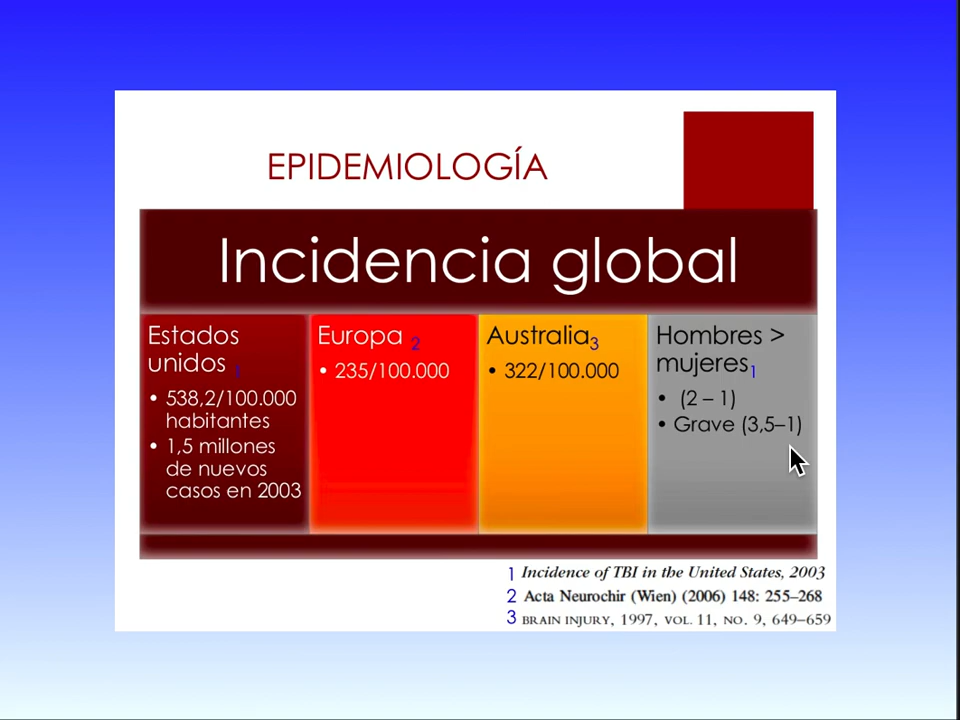 EPIDEMIOLOGÍA
Incidencia global
Estados
unidos 1
• 538,2/100.000
habitantes
• 1,5 millones
de nuevos
casos en 2003
Europa 2
• 235/100.000
Australia3
• 322/100.000
Hombres >
mujeres1
• (2 – 1)
• Grave (3,5–1)
1 Incidence of TBI in the United States, 2003
2 Acta Neurochir (Wien) (2006) 148: 255–268
3 BRAIN INJURY, 1997, VOL. 11, NO. 9, 649–659